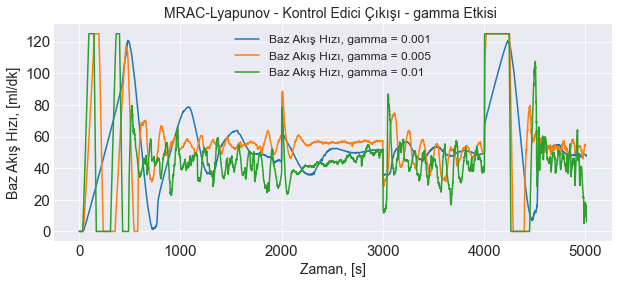 MRAC-Lyapunov - Kontrol Edici Çıkışı - gamma Etkisi
Baz Akış Hızı, [ml/dk]
120
100
80
60
40
20
0
Baz Akış Hızı, gamma = 0.001
Baz Akış Hızı, gamma = 0.005
Baz Akış Hızı, gamma = 0.01
0 1000 2000 3000 4000 5000
Zaman, [s]